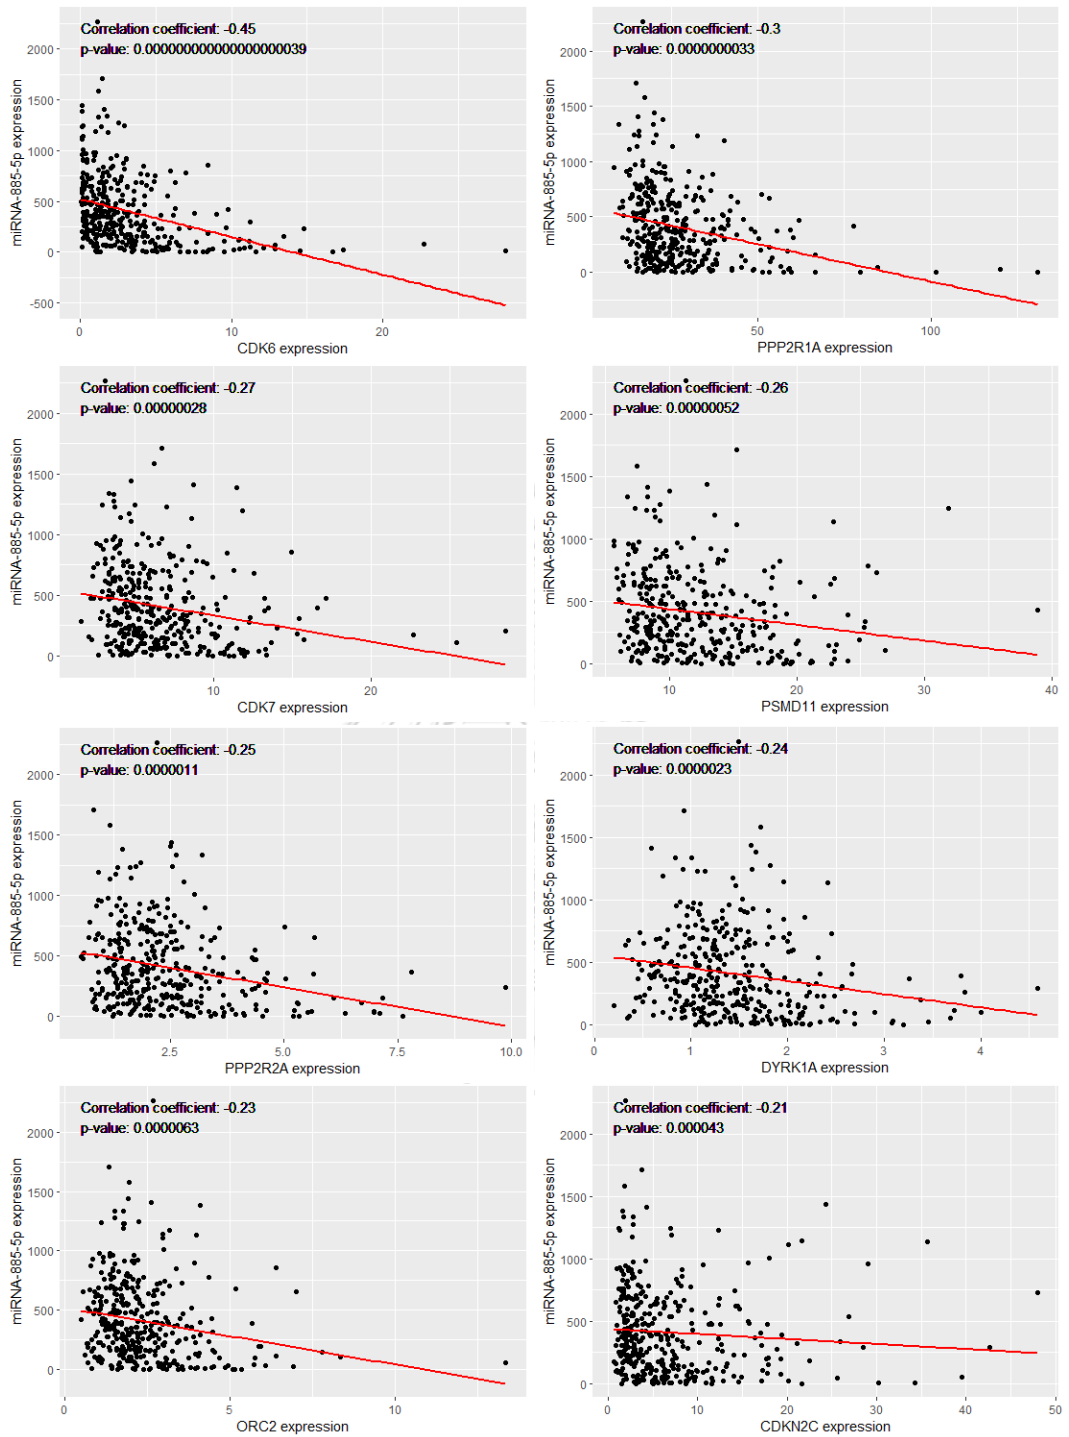 Correlation coefficient: -0.45
p-value: 0.000000000000000000039
2000
1500
1000
500
0
-500
miRNA-885-5p expression
0 10 20
CDK6 expression
Correlation coefficient: -0.3
p-value: 0.0000000033
2000
1500
1000
500
0
miRNA-885-5p expression
50 100
PPP2R1A expression
Correlation coefficient: -0.27
p-value: 0.00000028
2000
1500
1000
500
0
miRNA-885-5p expression
10 20
CDK7 expression
Correlation coefficient: -0.26
p-value: 0.00000052
2000
1500
1000
500
0
miRNA-885-5p expression
10 20 30 40
PSMD11 expression
Correlation coefficient: -0.25
p-value: 0.0000011
2000
1500
1000
500
0
miRNA-885-5p expression
2.5 5.0 7.5 10.0
PPP2R2A expression
Correlation coefficient: -0.24
p-value: 0.0000023
2000
1500
1000
500
0
miRNA-885-5p expression
0 1 2 3 4
DYRK1A expression
Correlation coefficient: -0.23
p-value: 0.0000063
2000
1500
1000
500
0
miRNA-885-5p expression
0 5 10
ORC2 expression
Correlation coefficient: -0.21
p-value: 0.000043
2000
1500
1000
500
0
miRNA-885-5p expression
0 10 20 30 40 50
CDKN2C expression